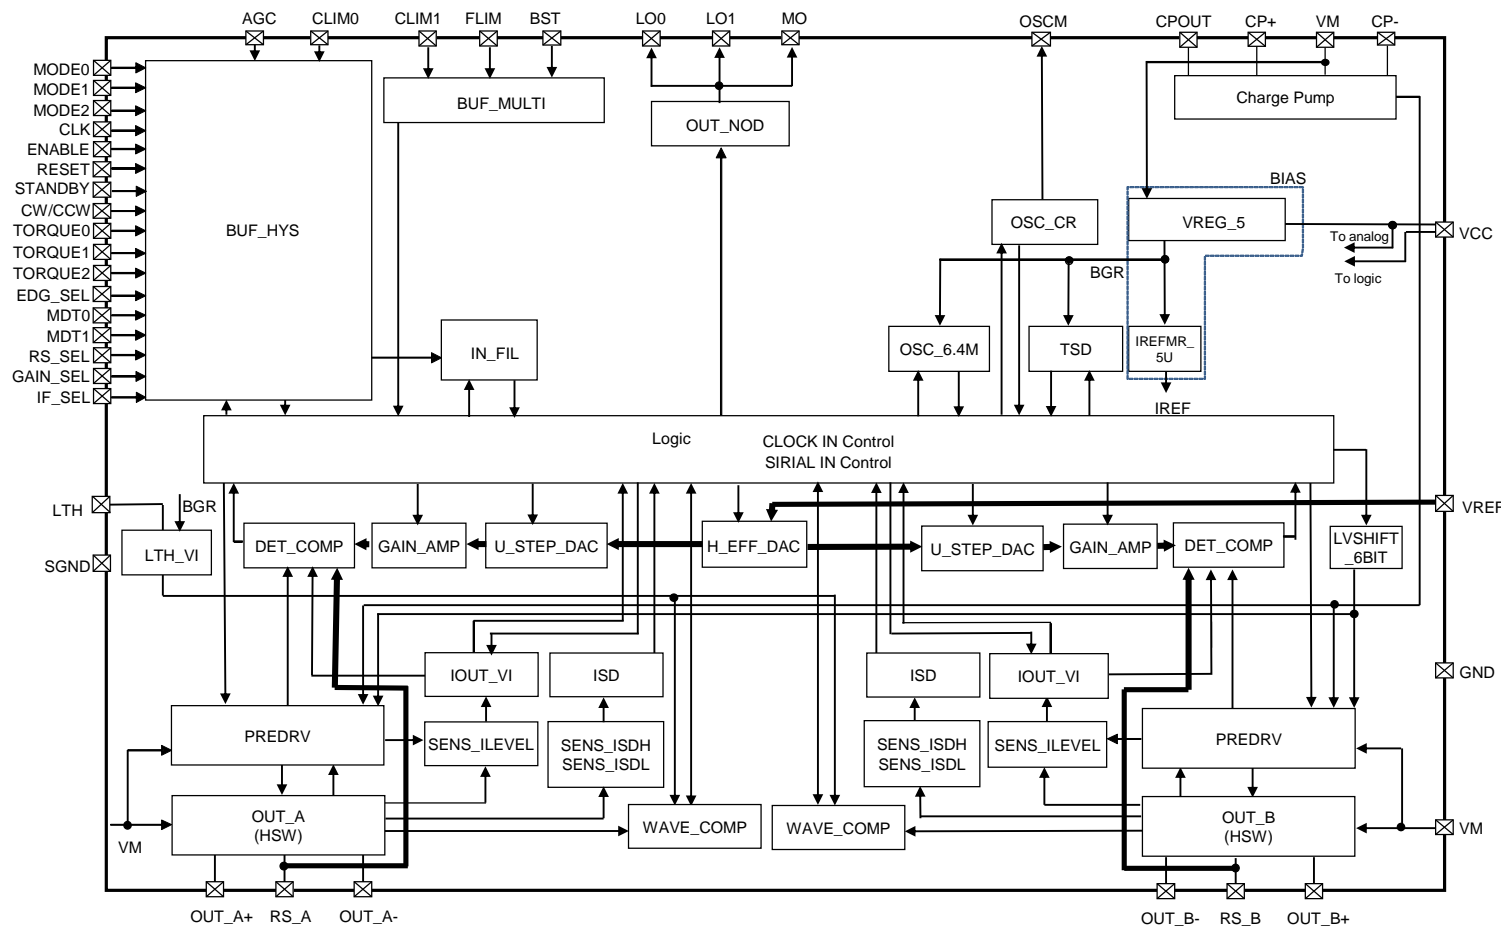 AGC
CLIM0
CLIM1
FLIM
BST
LO0
LO1
MO
OSCM
CPOUT
CP+
VM
CP-
MODE0
MODE1
MODE2
CLK
ENABLE
RESET
STANDBY
CW/CCW
TORQUE0
TORQUE1
TORQUE2
EDG_SEL
MDT0
MDT1
RS_SEL
GAIN_SEL
IF_SEL
BUF_HYS
BUF_MULTI
OUT_NOD
Charge Pump
BIAS
OSC_CR
VREG_5
To analog
To logic
VCC
BGR
IN_FIL
OSC_6.4M
TSD
IREFMR_
5U
IREF
Logic
CLOCK IN Control
SIRIAL IN Control
LTH
BGR
VREF
LTH_VI
DET_COMP
GAIN_AMP
U_STEP_DAC
H_EFF_DAC
U_STEP_DAC
GAIN_AMP
DET_COMP
LVSHIFT
_6BIT
SGND
IOUT_VI
ISD
ISD
IOUT_VI
GND
PREDRV
SENS_ILEVEL
SENS_ISDH
SENS_ISDL
SENS_ISDH
SENS_ISDL
SENS_ILEVEL
PREDRV
OUT_A
(HSW)
WAVE_COMP
WAVE_COMP
OUT_B
(HSW)
VM
VM
OUT_A+
RS_A
OUT_A-
OUT_B-
RS_B
OUT_B+